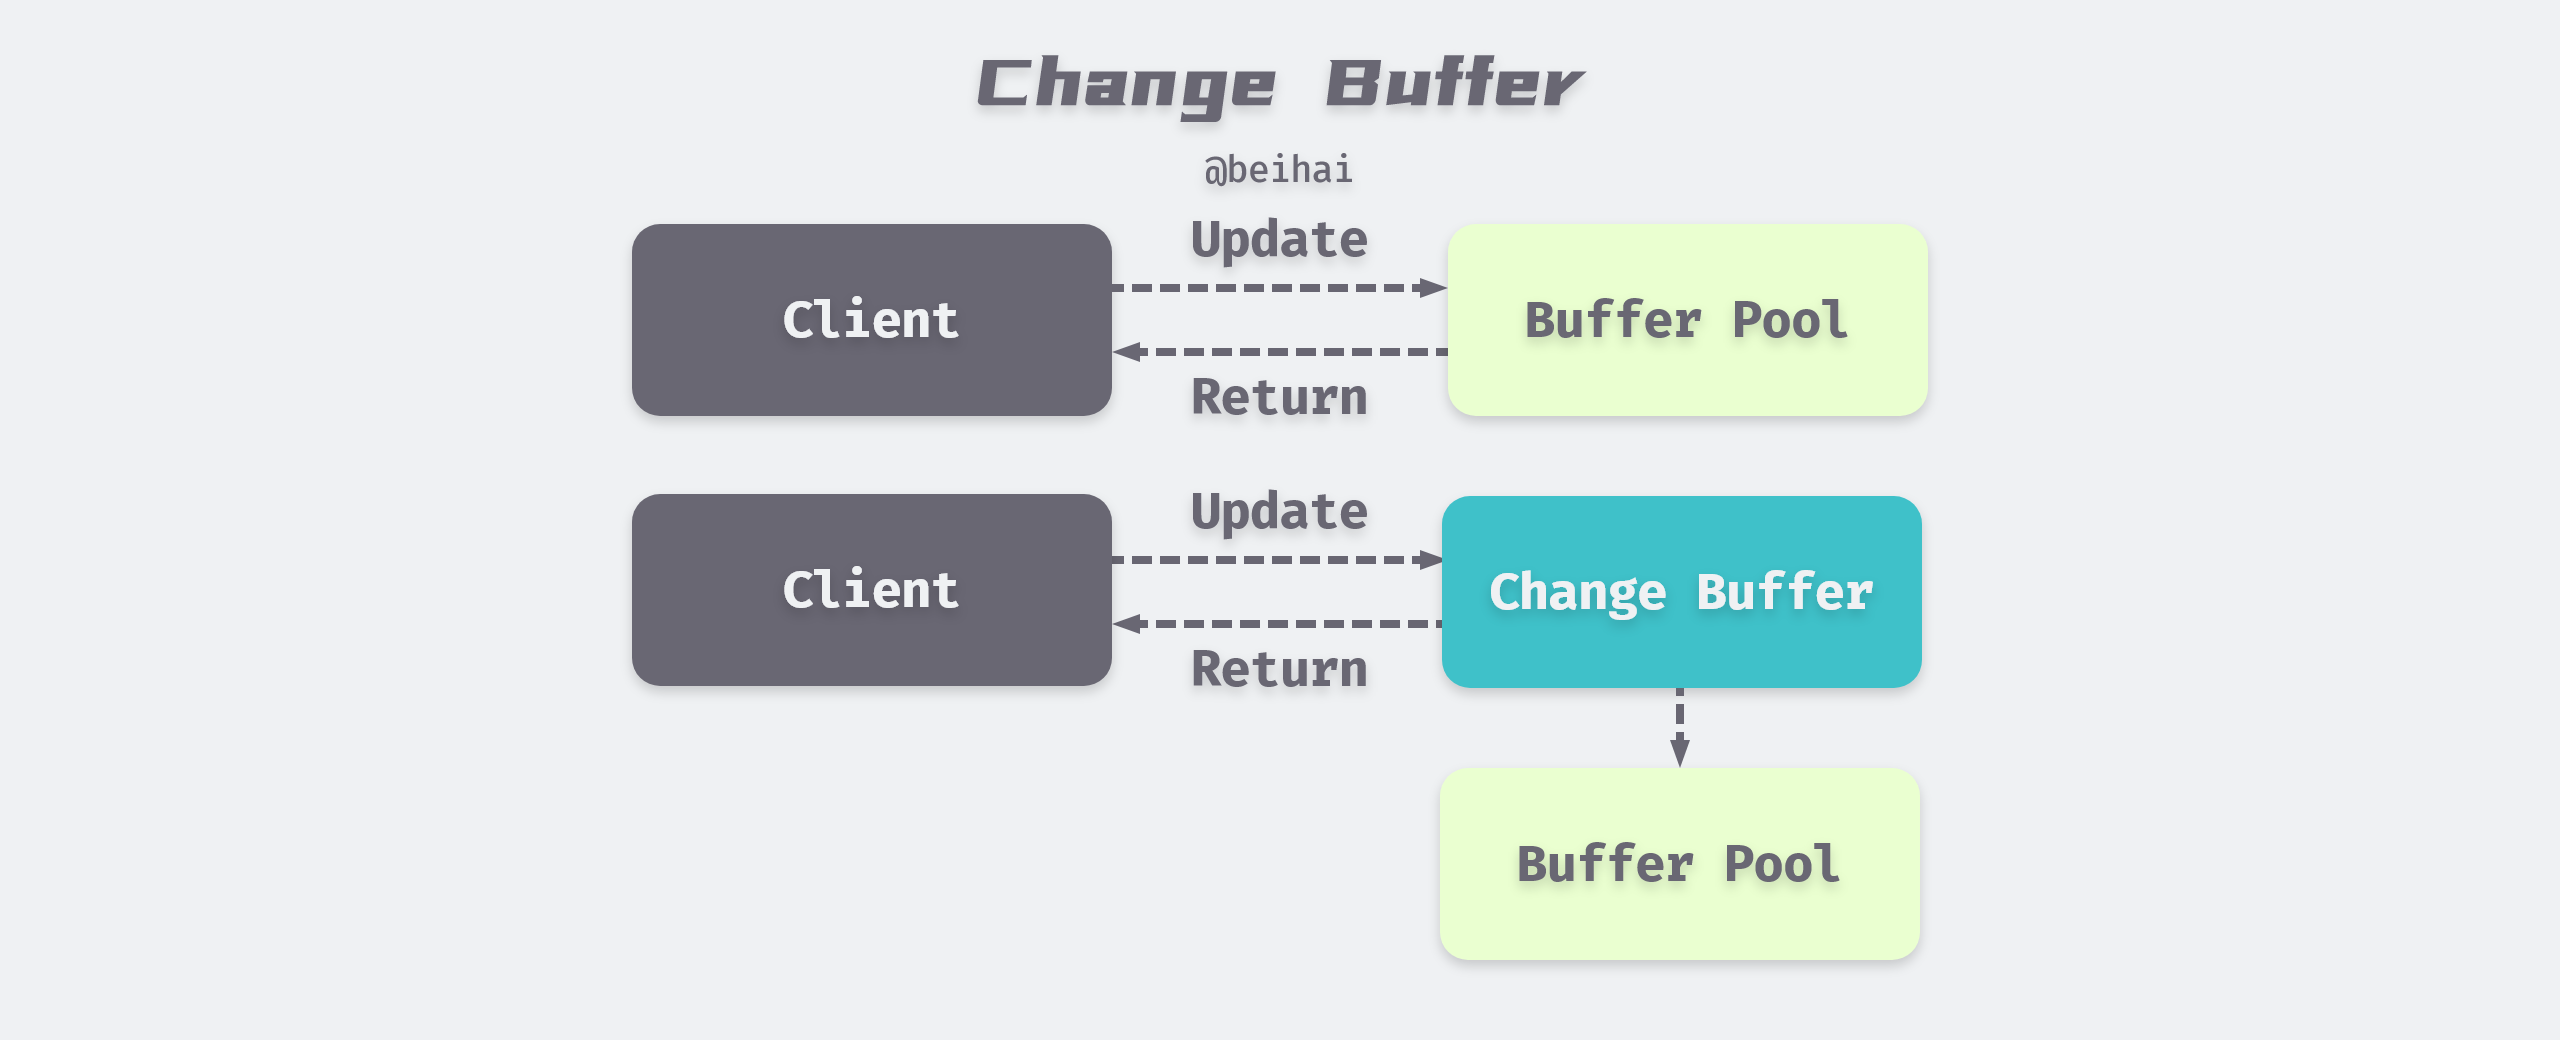 Change Buffer
@beihai
Update
Client
Buffer Pool
Return
Update
Client
Change Buffer
Return
Buffer Pool